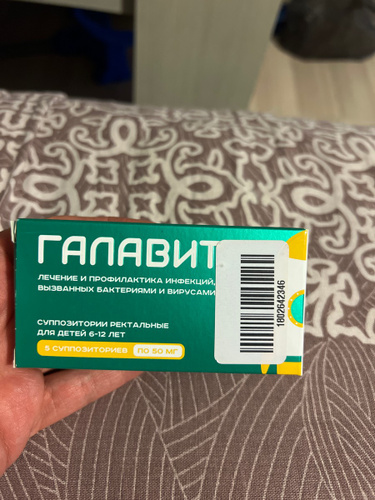 ГАЛАВИТ
ЛЕЧЕНИЕ И ПРОФИЛАКТИКА ИНФЕКЦИЙ,
ВЫЗВАННЫХ БАКТЕРИЯМИ И ВИРУСАМИ
СУППОЗИТОРИИ РЕКТАЛЬНЫЕ
ДЛЯ ДЕТЕЙ 6-12 ЛЕТ
5 СУППОЗИТОРИЕВ ПО 50 МГ
1802642346